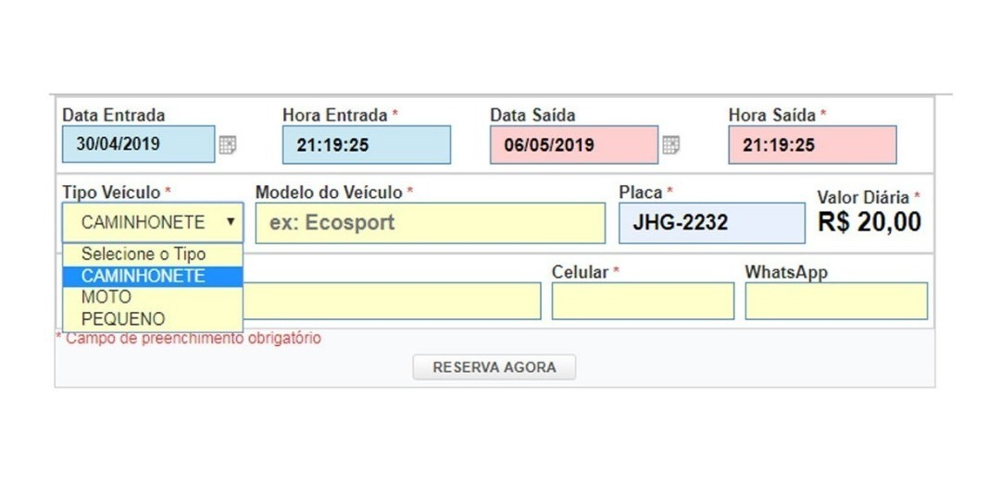 Data Entrada Hora Entrada * Data Saída Hora Saída *
30/04/2019 21:19:25 06/05/2019 21:19:25
Tipo Veículo * Modelo do Veículo * Placa * Valor Diária *
CAMINHONETE ▼ ex: Ecosport JHG-2232 R$ 20,00
Selecione o Tipo
CAMINHONETE Celular * WhatsApp
MOTO
PEQUENO
* Campo de preenchimento obrigatório
RESERVA AGORA